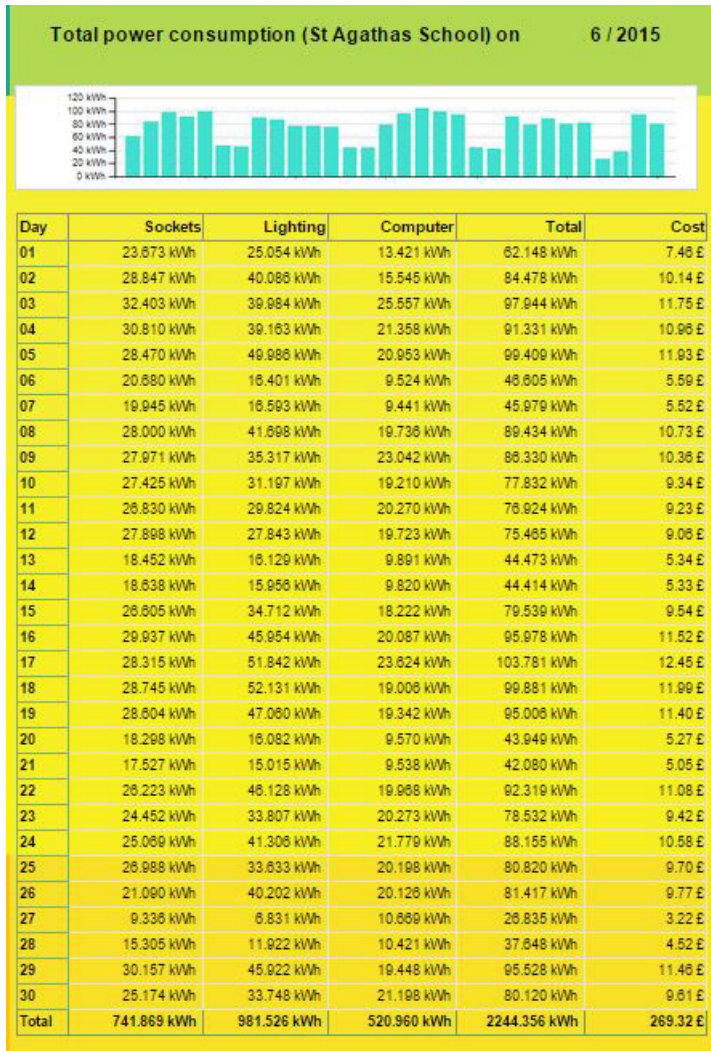 Total power consumption (St Agathas School) on 6 / 2015
120 kWh
100 kWh
80 kWh
60 kWh
40 kWh
20 kWh
0 kWh
Day Sockets Lighting Computer Total Cost
01 23.673 kWh 25.054 kWh 13.421 kWh 62.148 kWh 7.46 £
02 28.847 kWh 40.086 kWh 15.545 kWh 84.478 kWh 10.14 £
03 32.403 kWh 39.984 kWh 25.557 kWh 97.944 kWh 11.75 £
04 30.810 kWh 39.163 kWh 21.358 kWh 91.331 kWh 10.96 £
05 28.470 kWh 49.986 kWh 20.953 kWh 99.409 kWh 11.93 £
06 20.680 kWh 16.401 kWh 9.524 kWh 46.605 kWh 5.59 £
07 19.945 kWh 16.593 kWh 9.441 kWh 45.979 kWh 5.52 £
08 28.000 kWh 41.698 kWh 19.736 kWh 89.434 kWh 10.73 £
09 27.971 kWh 35.317 kWh 23.042 kWh 86.330 kWh 10.36 £
10 27.425 kWh 31.197 kWh 19.210 kWh 77.832 kWh 9.34 £
11 26.830 kWh 29.824 kWh 20.270 kWh 76.924 kWh 9.23 £
12 27.898 kWh 27.843 kWh 19.723 kWh 75.465 kWh 9.06 £
13 18.452 kWh 16.129 kWh 9.891 kWh 44.473 kWh 5.34 £
14 18.638 kWh 15.956 kWh 9.820 kWh 44.414 kWh 5.33 £
15 26.605 kWh 34.712 kWh 18.222 kWh 79.539 kWh 9.54 £
16 29.937 kWh 45.954 kWh 20.087 kWh 95.978 kWh 11.52 £
17 28.315 kWh 51.842 kWh 23.624 kWh 103.781 kWh 12.45 £
18 28.745 kWh 52.131 kWh 19.006 kWh 99.881 kWh 11.99 £
19 28.604 kWh 47.060 kWh 19.342 kWh 95.006 kWh 11.40 £
20 18.298 kWh 16.082 kWh 9.570 kWh 43.949 kWh 5.27 £
21 17.527 kWh 15.015 kWh 9.538 kWh 42.080 kWh 5.05 £
22 26.223 kWh 46.128 kWh 19.968 kWh 92.319 kWh 11.08 £
23 24.452 kWh 33.807 kWh 20.273 kWh 78.532 kWh 9.42 £
24 25.069 kWh 41.306 kWh 21.779 kWh 88.155 kWh 10.58 £
25 26.988 kWh 33.633 kWh 20.198 kWh 80.820 kWh 9.70 £
26 21.090 kWh 40.202 kWh 20.126 kWh 81.417 kWh 9.77 £
27 9.336 kWh 6.831 kWh 10.669 kWh 26.835 kWh 3.22 £
28 15.305 kWh 11.922 kWh 10.421 kWh 37.648 kWh 4.52 £
29 30.157 kWh 45.922 kWh 19.448 kWh 95.528 kWh 11.46 £
30 25.174 kWh 33.748 kWh 21.198 kWh 80.120 kWh 9.61 £
Total 741.869 kWh 981.526 kWh 520.960 kWh 2244.356 kWh 269.32 £